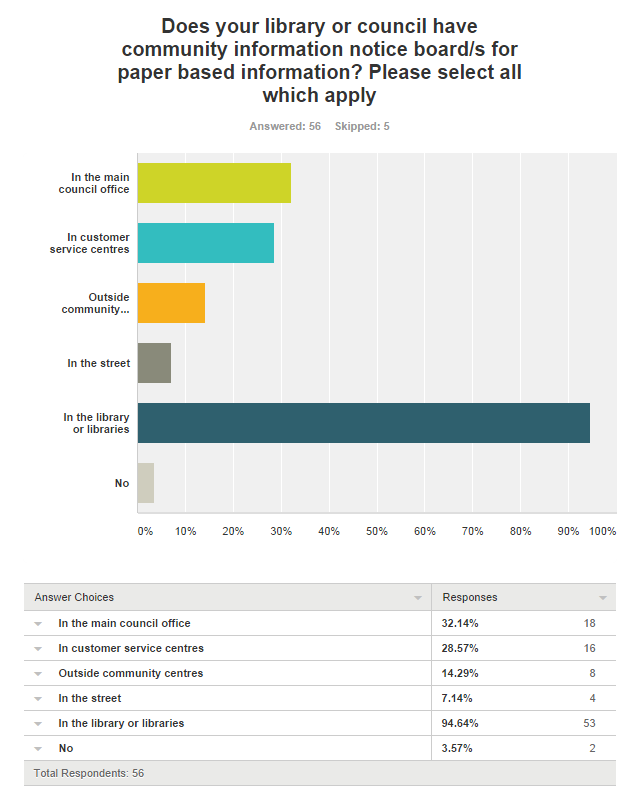 Does your library or council have
community information notice board/s for
paper based information? Please select all
which apply
Answered: 56 Skipped: 5
In the main
council office
In customer
service centres
Outside
community...
In the street
In the library
or libraries
No
0% 10% 20% 30% 40% 50% 60% 70% 80% 90% 100%
Answer Choices Responses
In the main council office 32.14% 18
In customer service centres 28.57% 16
Outside community centres 14.29% 8
In the street 7.14% 4
In the library or libraries 94.64% 53
No 3.57% 2
Total Respondents: 56